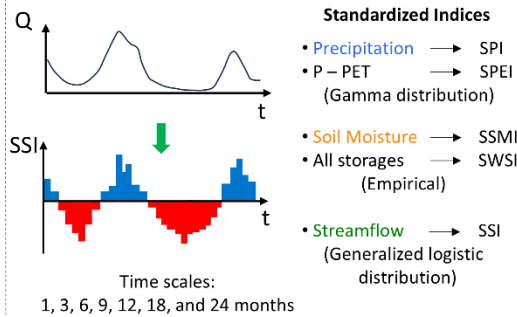 Q
t
SSI
t
Time scales:
1, 3, 6, 9, 12, 18, and 24 months
Standardized Indices
• Precipitation → SPI
• P – PET → SPEI
(Gamma distribution)
• Soil Moisture → SSMI
• All storages → SWSI
(Empirical)
• Streamflow → SSI
(Generalized logistic
distribution)